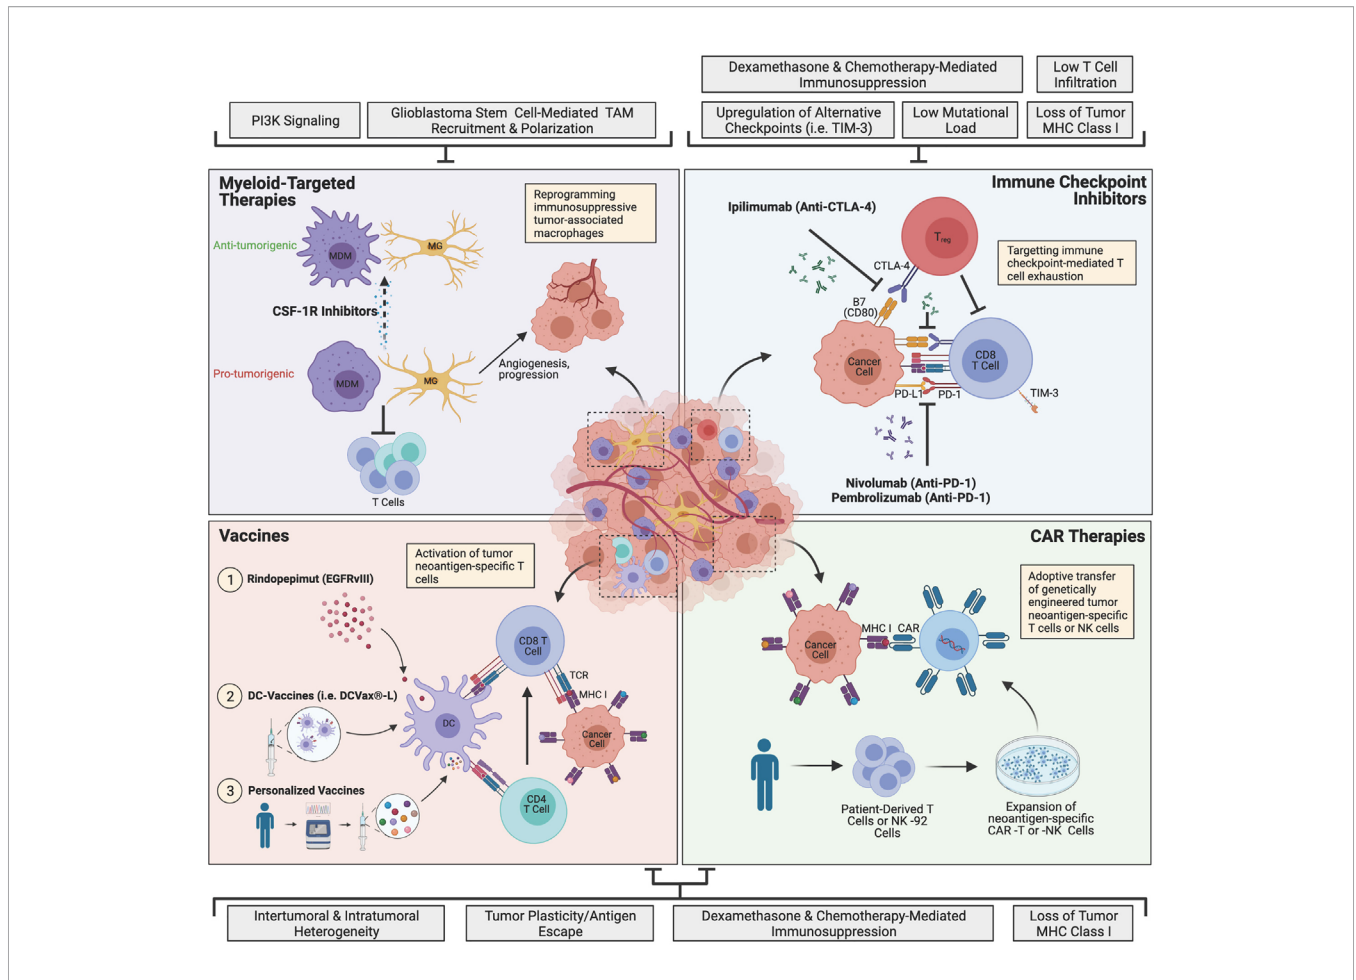 Dexamethasone & Chemotherapy-Mediated
Immunosuppression
Low T Cell
Infiltration
PI3K Signaling
Glioblastoma Stem Cell-Mediated TAM
Recruitment & Polarization
Upregulation of Alternative
Checkpoints (i.e. TIM-3)
Low Mutational
Load
Loss of Tumor
MHC Class I
Myeloid-Targeted
Therapies
Reprogramming
immunosuppressive
tumor-associated
macrophages
Anti-tumorigenic
MDM
MG
CSF-1R Inhibitors
Pro-tumorigenic
MDM
MG
Angiogenesis,
progression
T Cells
Immune Checkpoint
Inhibitors
Ipilimumab (Anti-CTLA-4)
Treg
Targetting immune
checkpoint-mediated T
cell exhaustion
CTLA-4
B7
(CD80)
Cancer
Cell
CD8
T Cell
PD-L1
PD-1
TIM-3
Nivolumab (Anti-PD-1)
Pembrolizumab (Anti-PD-1)
Vaccines
Activation of tumor
neoantigen-specific T
cells
1
Rindopepimut (EGFRvIII)
CD8 T
Cell
TCR
MHC I
2
DC-Vaccines (i.e. DCVax®-L)
DC
Cancer
Cell
3
Personalized Vaccines
CD4
T Cell
CAR Therapies
Adoptive transfer
of genetically
engineered tumor
neoantigen-specific
T cells or NK cells
MHC I
CAR
Cancer
Cell
Patient-Derived T
Cells or NK -92
Cells
Expansion of
neoantigen-specific
CAR -T or -NK Cells
Intertumoral & Intratumoral
Heterogeneity
Tumor Plasticity/Antigen
Escape
Dexamethasone & Chemotherapy-Mediated
Immunosuppression
Loss of Tumor
MHC Class I